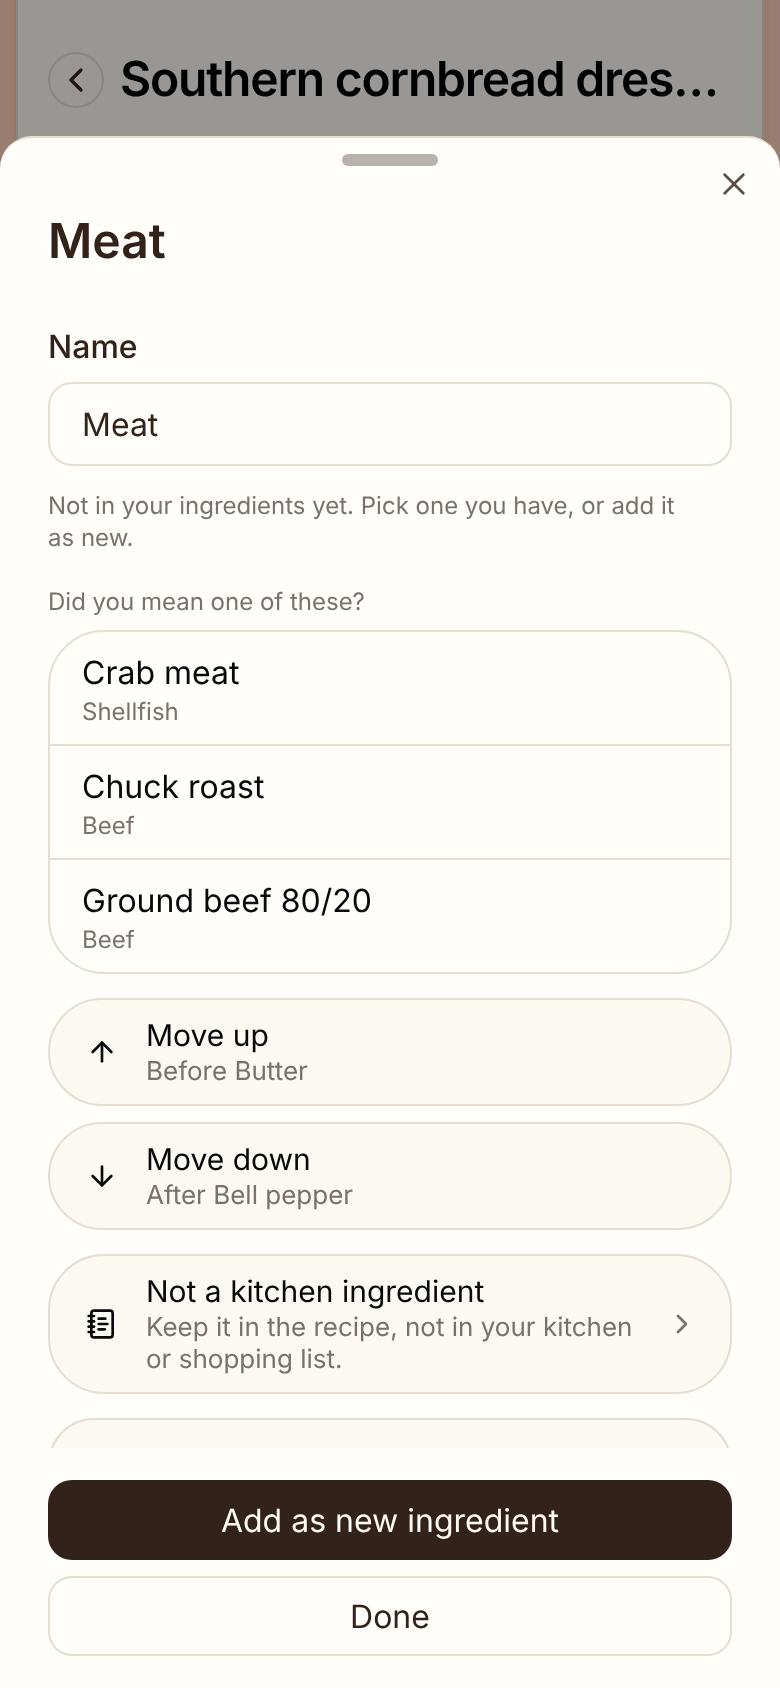 Southern cornbread dres...
Meat
Name
Meat
Not in your ingredients yet. Pick one you have, or add it
as new.
Did you mean one of these?
Crab meat
Shellfish
Chuck roast
Beef
Ground beef 80/20
Beef
Move up
Before Butter
Move down
After Bell pepper
Not a kitchen ingredient
Keep it in the recipe, not in your kitchen
or shopping list.
Add as new ingredient
Done